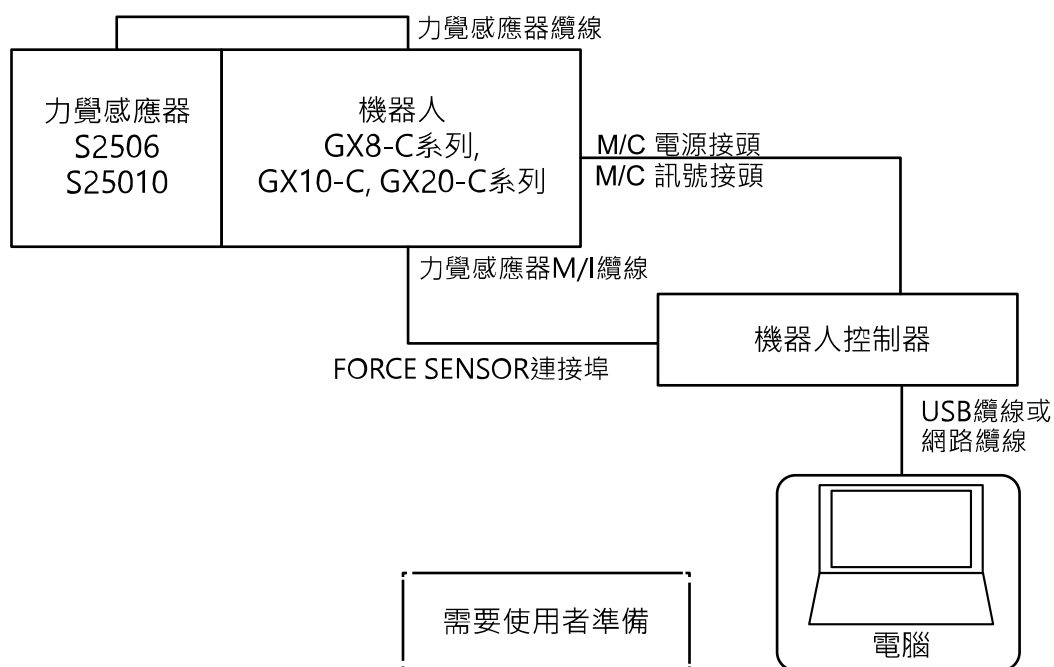 力覺感應器纜線
力覺感應器
S2506
S25010
機器人
GX8-C系列,
GX10-C, GX20-C系列
M/C 電源接頭
M/C 訊號接頭
力覺感應器M/I纜線
機器人控制器
FORCE SENSOR連接埠
USB纜線或
網路纜線
需要使用者準備
電腦